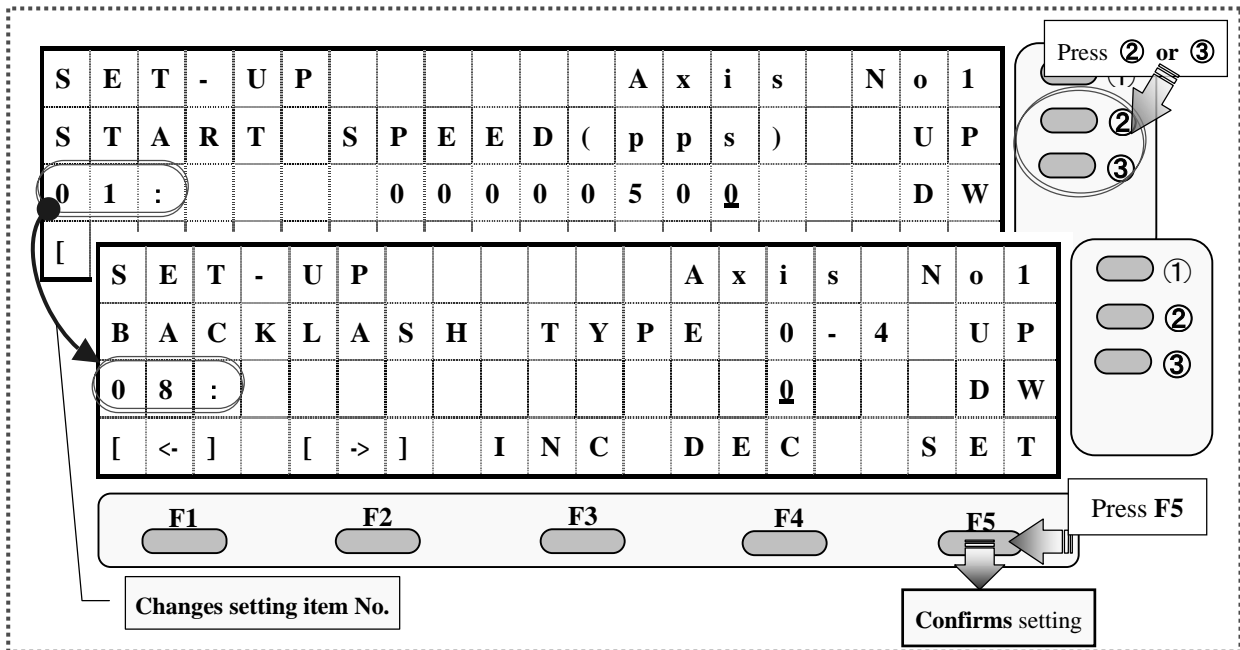 Press ② or ③
SET-UP Axis No1
START SPEED(pps) UP
01: 00000500 DW
[
①
②
③
SET-UP Axis No1
BACKLASH TYPE 0-4 UP
08: 0 DW
[<-] [->] INC DEC SET
①
②
③
F1 F2 F3 F4 F5
Press F5
Changes setting item No.
Confirms setting